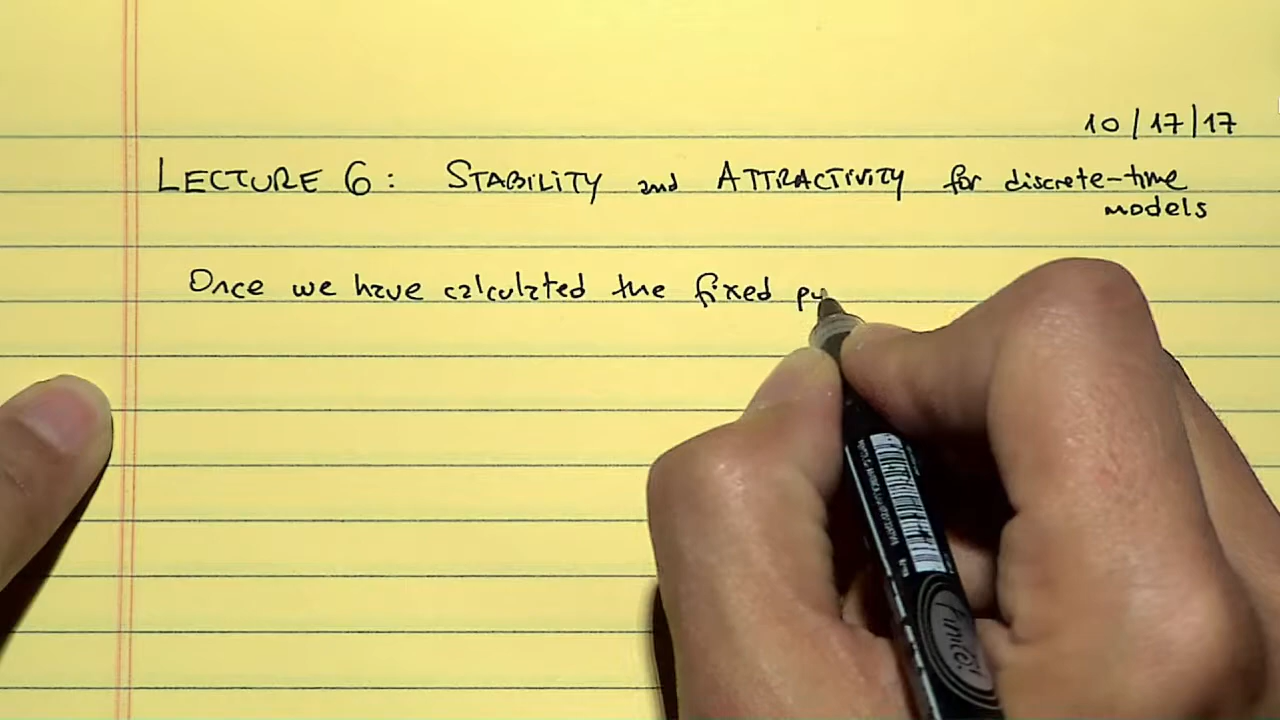 10/17/17
LECTURE 6: STABILITY and ATTRACTIVITY for discrete-time
models
Once we have calculated the fixed